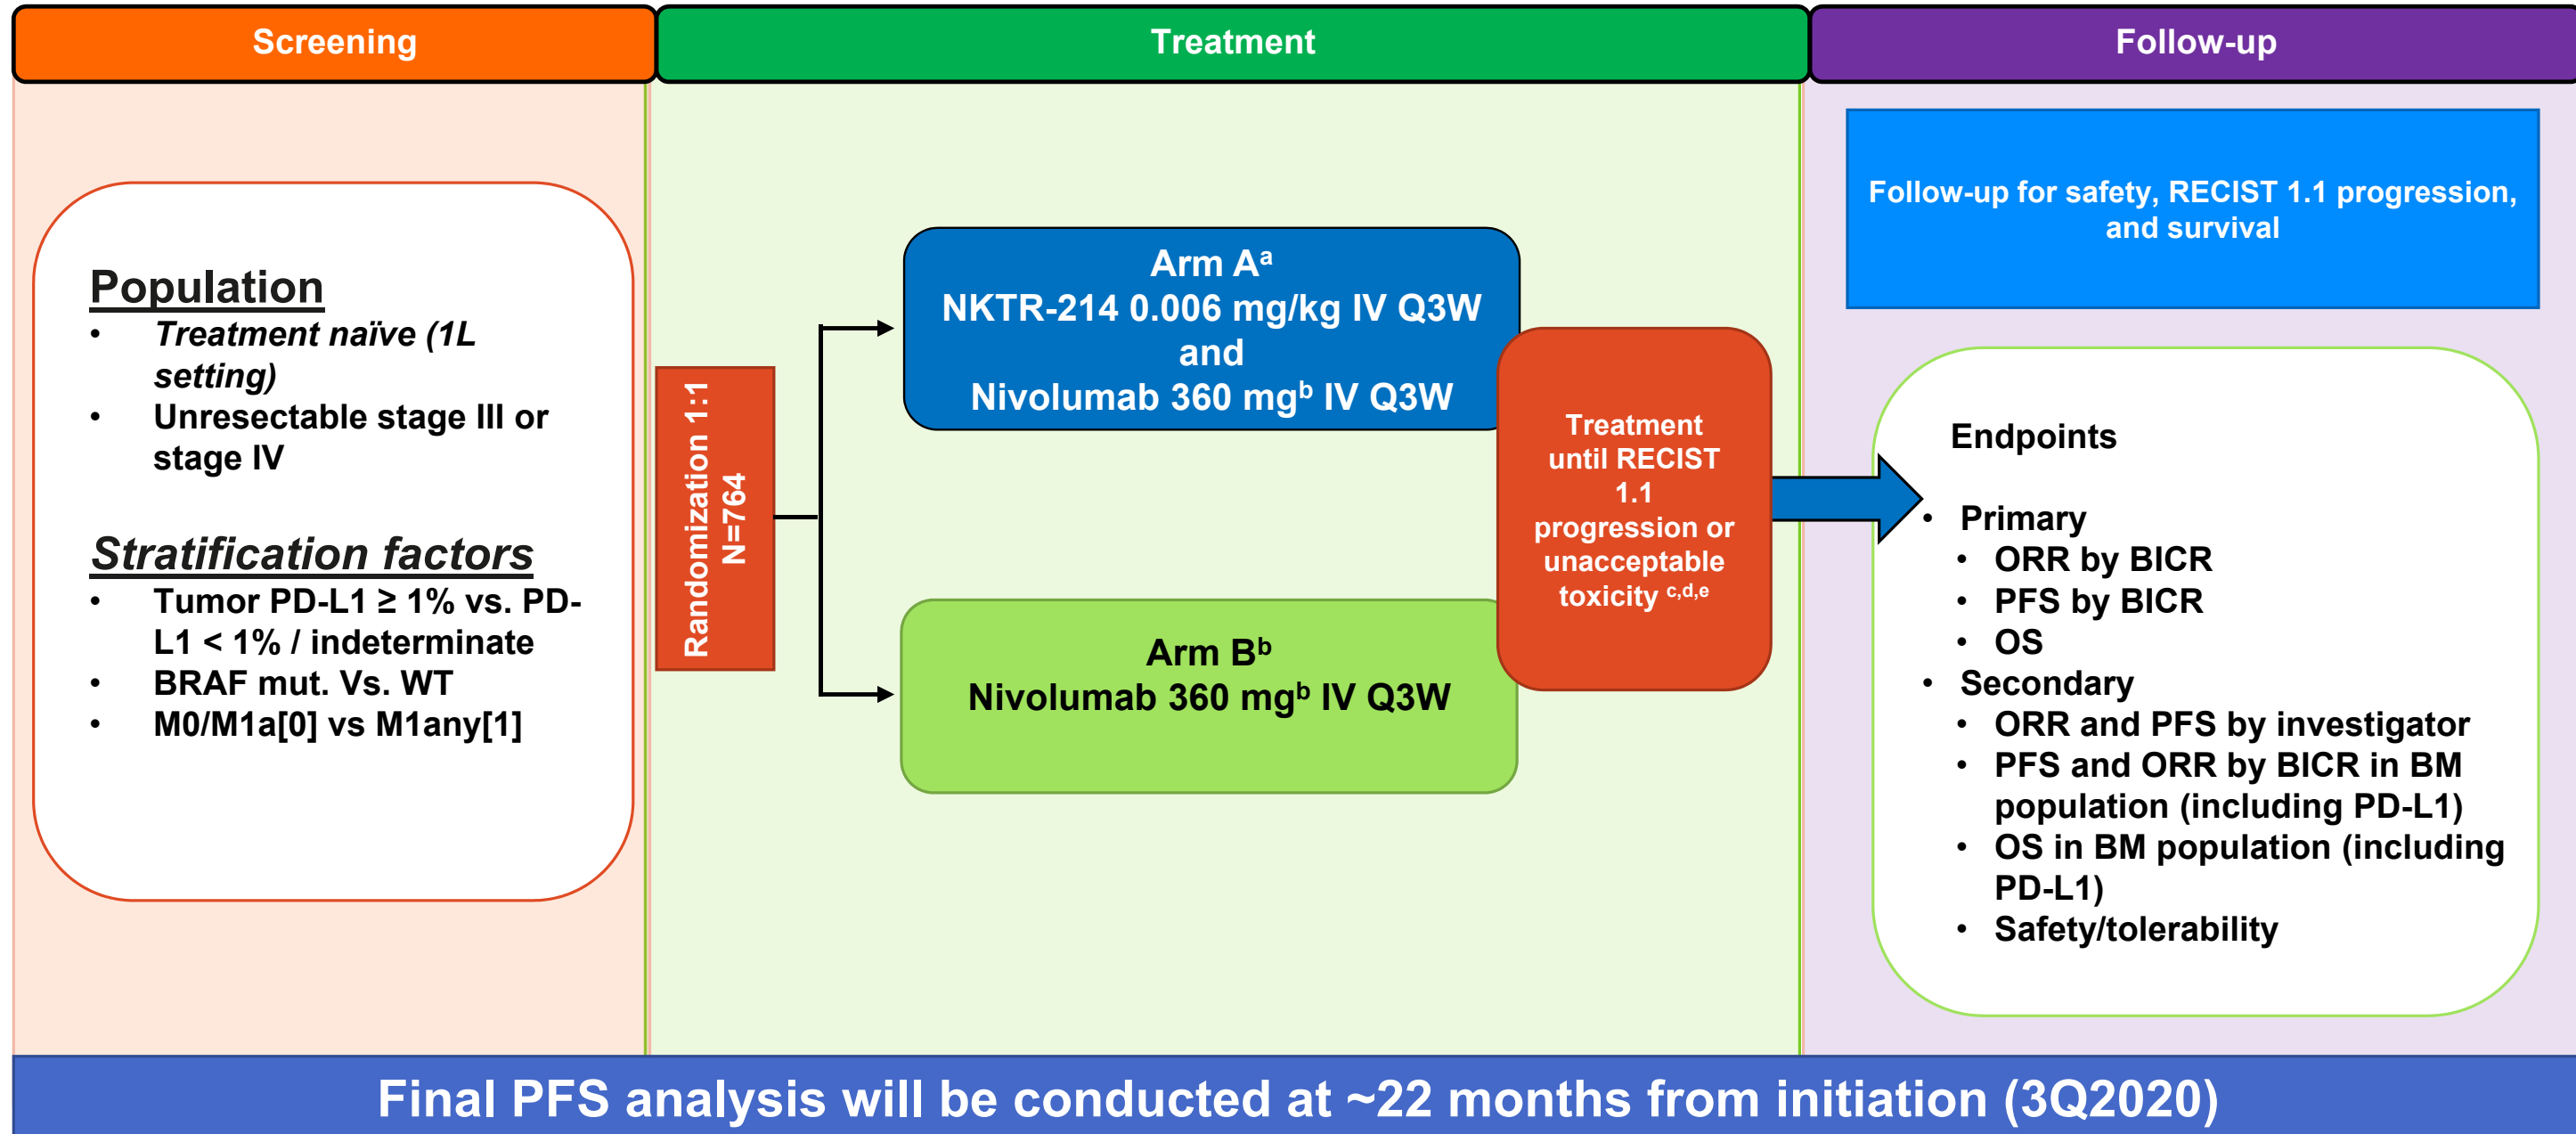 Screening
Treatment
Follow-up
Population
• Treatment naïve (1L
setting)
• Unresectable stage III or
stage IV
Stratification factors
• Tumor PD-L1 ≥ 1% vs. PD-
L1 < 1% / indeterminate
• BRAF mut. Vs. WT
• M0/M1a[0] vs M1any[1]
Randomization 1:1
N=764
Arm Aᵃ
NKTR-214 0.006 mg/kg IV Q3W
and
Nivolumab 360 mgᵇ IV Q3W
Arm Bᵇ
Nivolumab 360 mgᵇ IV Q3W
Treatment
until RECIST
1.1
progression or
unacceptable
toxicity ᶜ,ᵈ,ᵉ
Follow-up for safety, RECIST 1.1 progression,
and survival
Endpoints
• Primary
• ORR by BICR
• PFS by BICR
• OS
• Secondary
• ORR and PFS by investigator
• PFS and ORR by BICR in BM
population (including PD-L1)
• OS in BM population (including
PD-L1)
• Safety/tolerability
Final PFS analysis will be conducted at ~22 months from initiation (3Q2020)